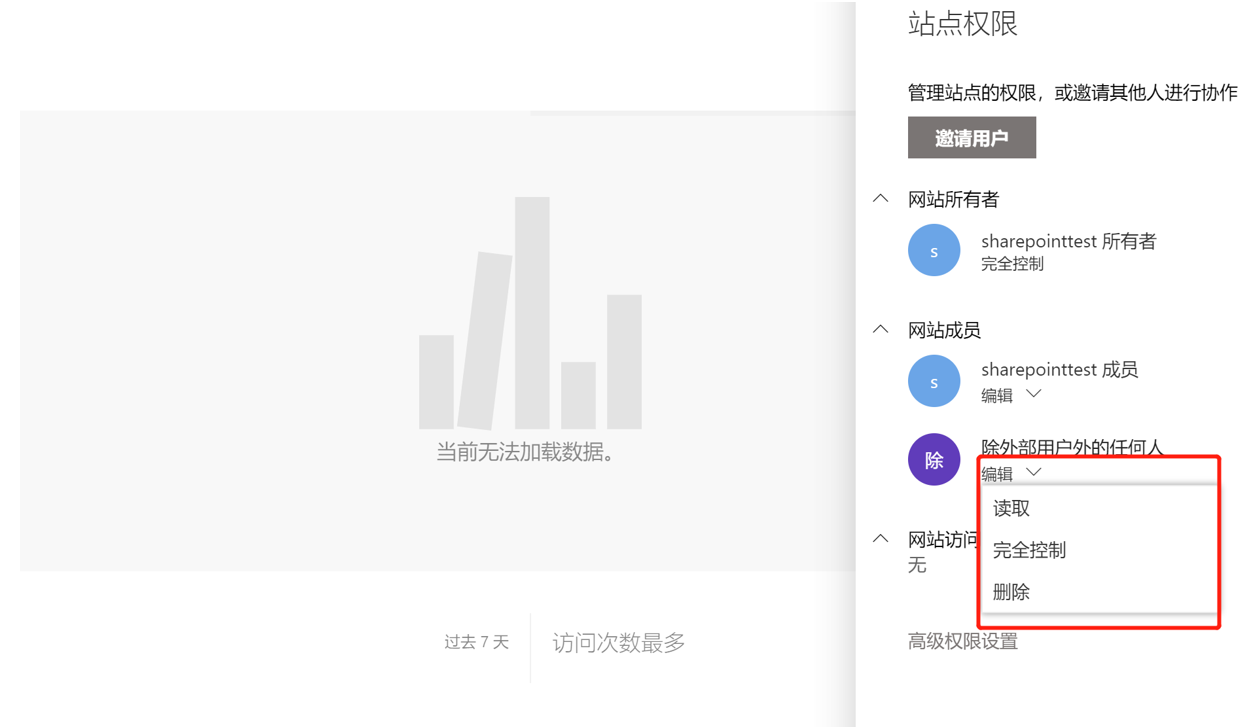 站点权限
管理站点的权限，或邀请其他人进行协作
邀请用户
网站所有者
s
sharepointtest 所有者
完全控制
网站成员
s
sharepointtest 成员
编辑
除
除外部用户外的任何人
编辑
读取
完全控制
删除
网站访问
无
高级权限设置
当前无法加载数据。
过去 7 天
访问次数最多